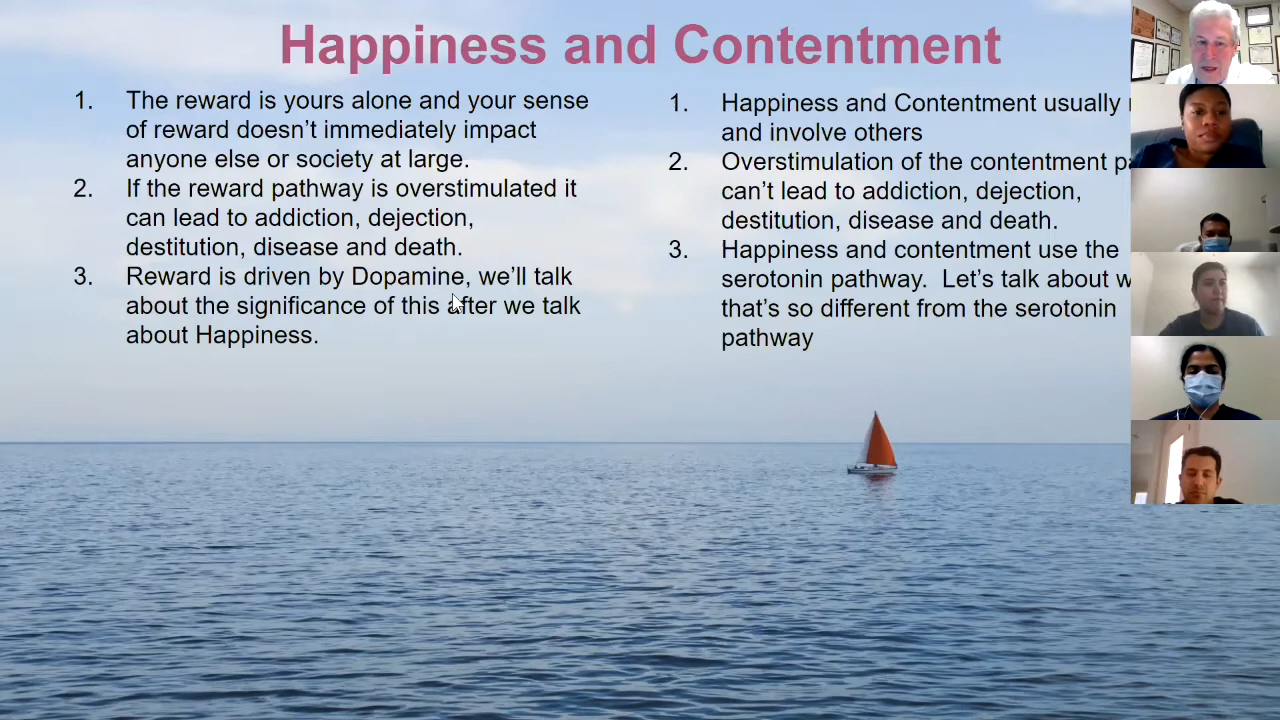 Happiness and Contentment
1. The reward is yours alone and your sense
of reward doesn’t immediately impact
anyone else or society at large.
2. If the reward pathway is overstimulated it
can lead to addiction, dejection,
destitution, disease and death.
3. Reward is driven by Dopamine, we’ll talk
about the significance of this after we talk
about Happiness.
1. Happiness and Contentment usually
and involve others
2. Overstimulation of the contentment
can’t lead to addiction, dejection,
destitution, disease and death.
3. Happiness and contentment use the
serotonin pathway. Let’s talk about
that’s so different from the serotonin
pathway